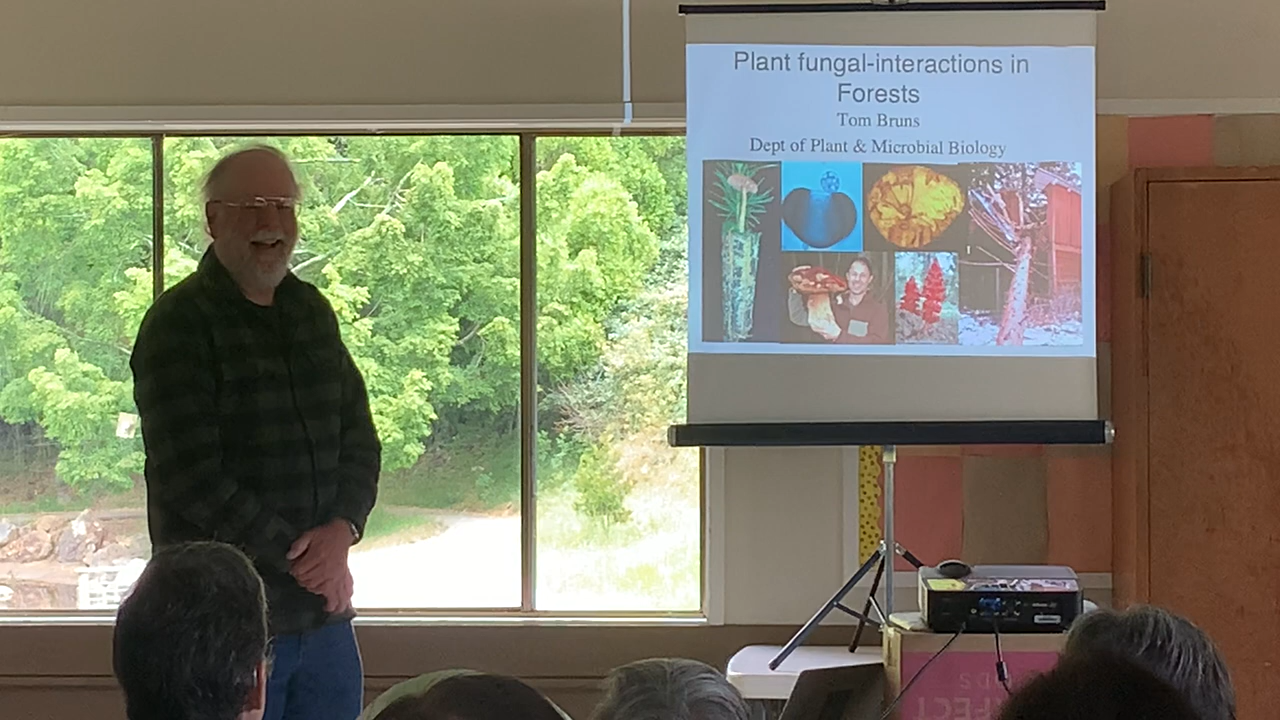 Plant fungal-interactions in
Forests
Tom Bruns
Dept of Plant & Microbial Biology